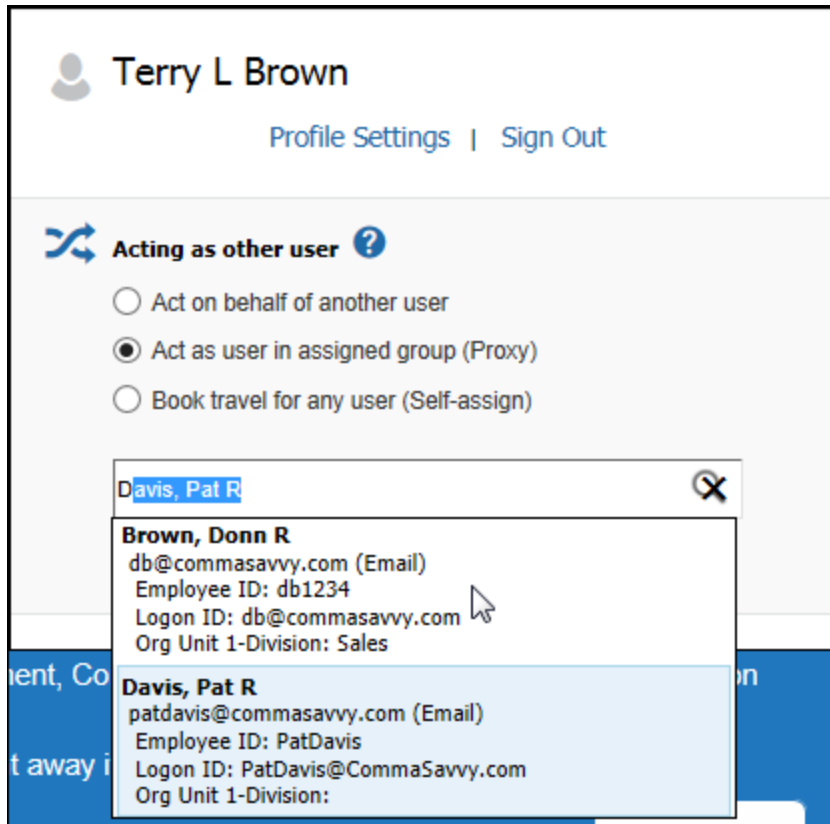 Terry L Brown
Profile Settings | Sign Out
Acting as other user ?
Act on behalf of another user
Act as user in assigned group (Proxy)
Book travel for any user (Self-assign)
Davis, Pat R
Brown, Donn R
db@commasavvy.com (Email)
Employee ID: db1234
Logon ID: db@commasavvy.com
Org Unit 1-Division: Sales
Davis, Pat R
patdavis@commasavvy.com (Email)
Employee ID: PatDavis
Logon ID: PatDavis@CommaSavvy.com
Org Unit 1-Division:
t away